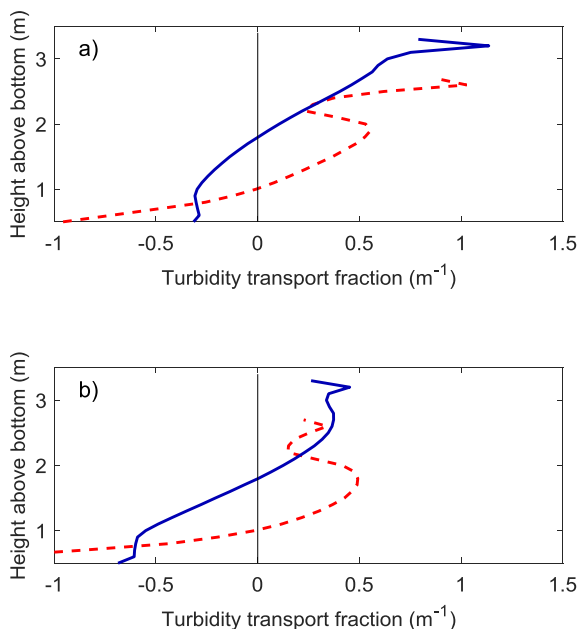 a)
Height above bottom (m)
3
2
1
-1 -0.5 0 0.5 1 1.5
Turbidity transport fraction (m⁻¹)
b)
Height above bottom (m)
3
2
1
-1 -0.5 0 0.5 1 1.5
Turbidity transport fraction (m⁻¹)